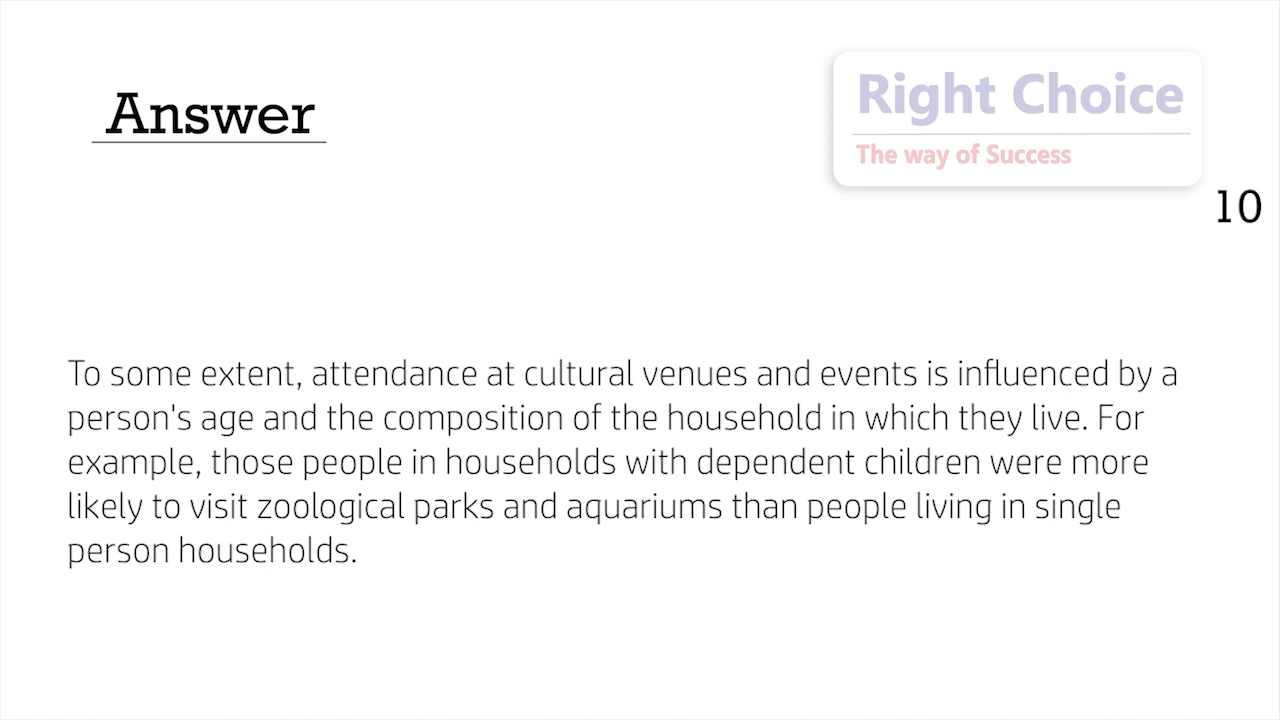 Answer
Right Choice
The way of Success
10
To some extent, attendance at cultural venues and events is influenced by a
person's age and the composition of the household in which they live. For
example, those people in households with dependent children were more
likely to visit zoological parks and aquariums than people living in single
person households.